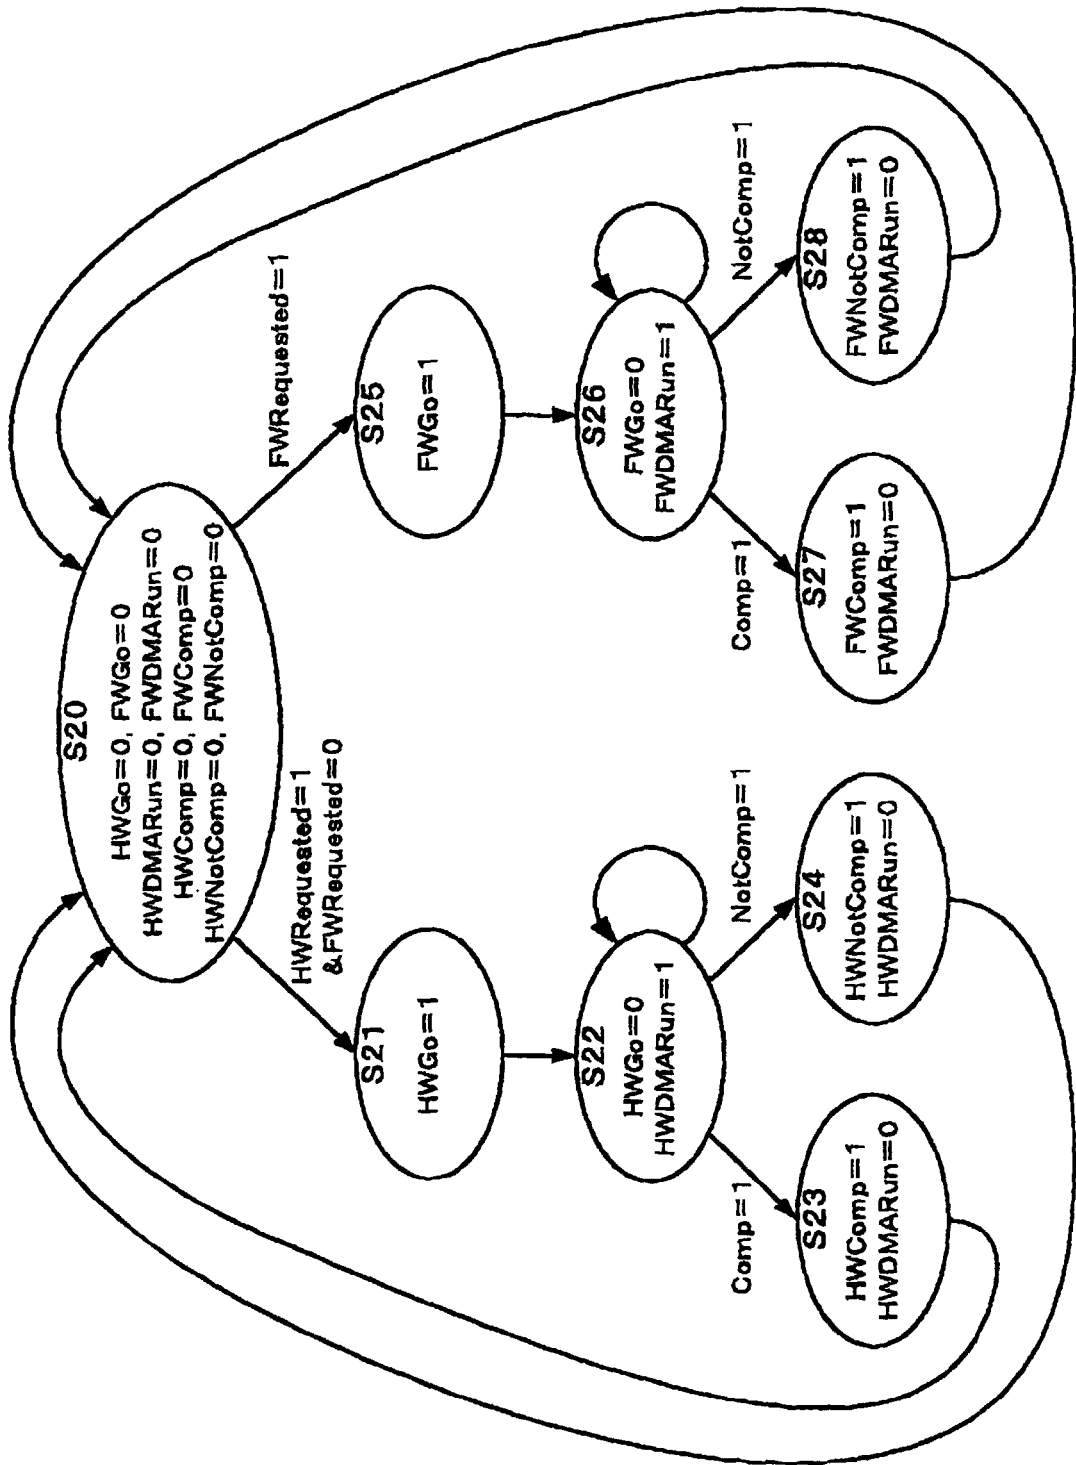 S20
HWGo=0, FWGo=0
HWDMARun=0, FWDMARun=0
HWComp=0, FWComp=0
HWNotComp=0, FWNotComp=0
HWRequested=1
&FWRequested=0
FWRequested=1
S21
HWGo=1
S25
FWGo=1
S22
HWGo=0
HWDMARun=1
S26
FWGo=0
FWDMARun=1
Comp=1
NotComp=1
Comp=1
NotComp=1
S23
HWComp=1
HWDMARun=0
S24
HWNotComp=1
HWDMARun=0
S27
FWComp=1
FWDMARun=0
S28
FWNotComp=1
FWDMARun=0